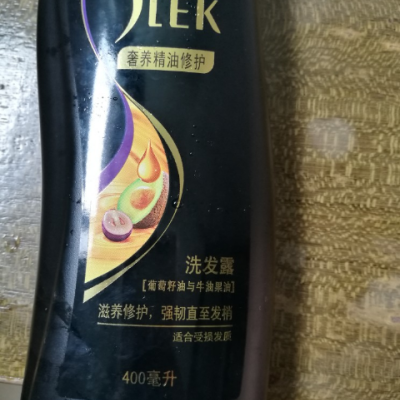 JLEK
奢养精油修护
洗发露
[葡萄籽油与牛油果油]
滋养修护，强韧直至发梢
适合受损发质
400毫升